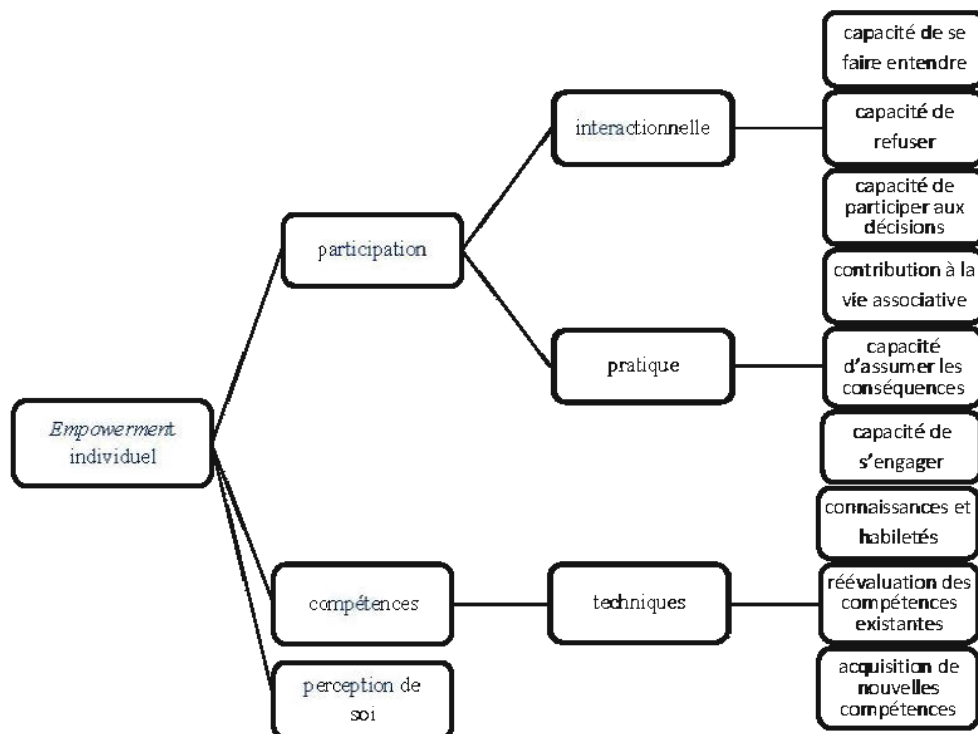 capacité de se
faire entendre
interactionnelle
capacité de
refuser
capacité de
participer aux
décisions
participation
contribution à la
vie associative
pratique
capacité
d'assumer les
conséquences
Empowerment
individuel
capacité de
s'engager
connaissances et
habiletés
compétences
techniques
réévaluation des
compétences
existantes
perception de
soi
acquisition de
nouvelles
compétences